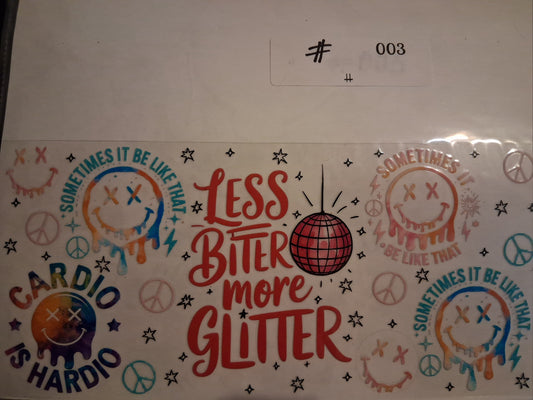 # 003
#
SOMETIMES IT BE LIKE THAT
LESS
BITER
more
GLITTER
SOMETIMES IT
BE LIKE THAT
CARDIO
IS HARDIO
SOMETIMES IT BE LIKE THAT